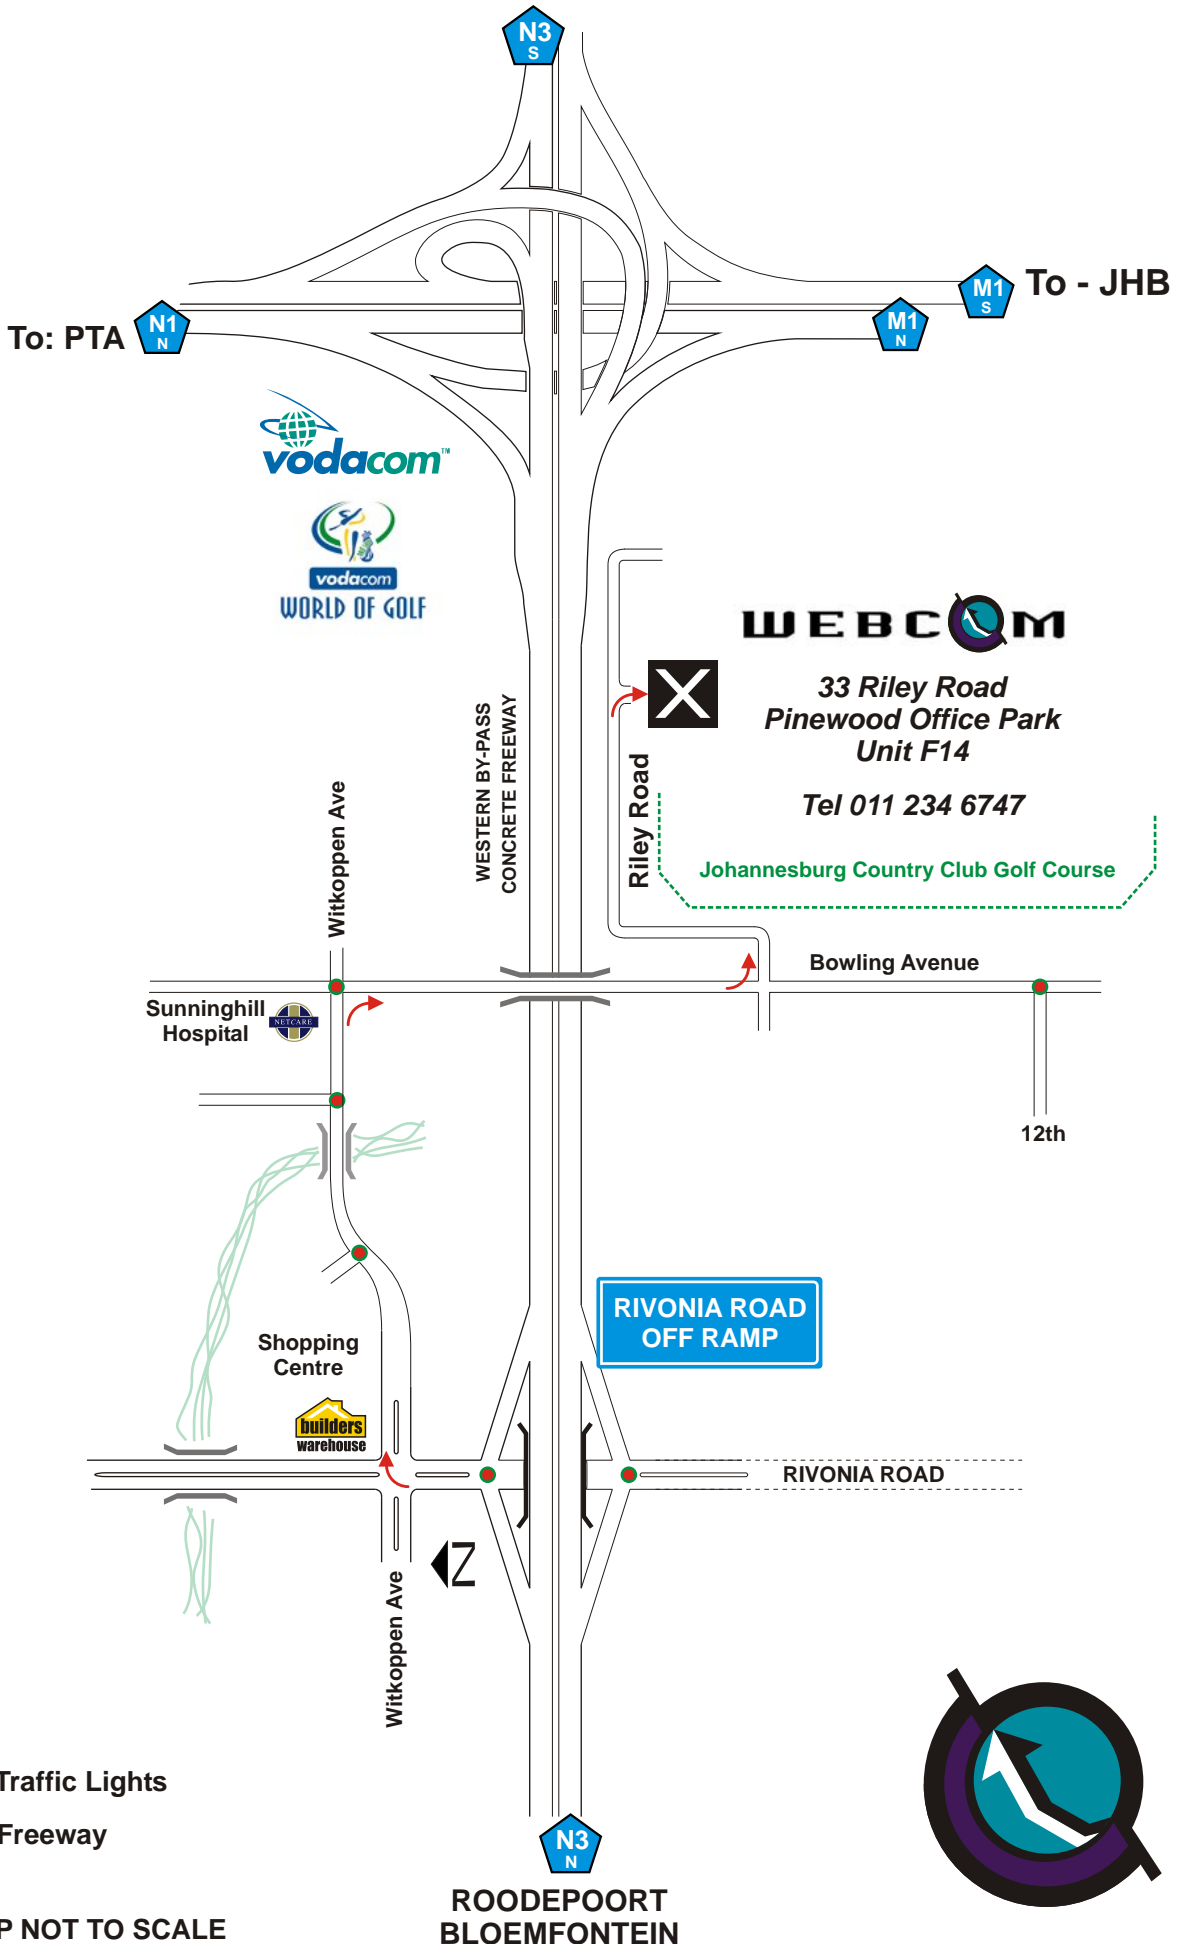 N3
S
To - JHB
M1
S
M1
N
To: PTA
N1
N
vodacom™
vodacom
WORLD OF GOLF
WEBCOM
33 Riley Road
Pinewood Office Park
Unit F14
Tel 011 234 6747
Johannesburg Country Club Golf Course
Riley Road
WESTERN BY-PASS
CONCRETE FREEWAY
Witkoppen Ave
Bowling Avenue
Sunninghill
Hospital
NETCARE
12th
RIVONIA ROAD
OFF RAMP
Shopping
Centre
builders
warehouse
RIVONIA ROAD
Z
Witkoppen Ave
Traffic Lights
Freeway
P NOT TO SCALE
N3
N
ROODEPOORT
BLOEMFONTEIN